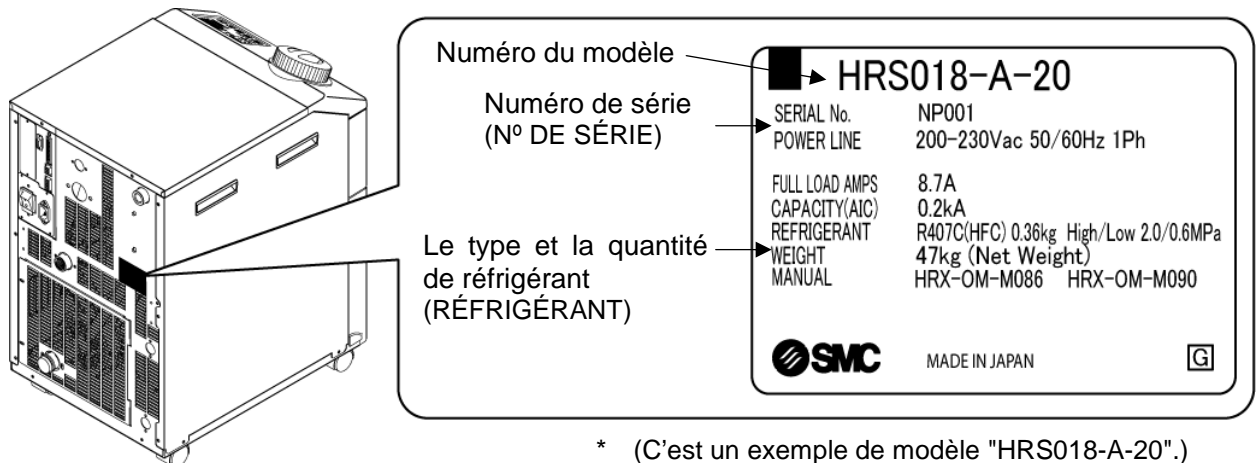 Numéro du modèle
Numéro de série
(Nº DE SÉRIE)
Le type et la quantité
de réfrigérant
(RÉFRIGÉRANT)
HRS018-A-20
SERIAL No. NP001
POWER LINE 200-230Vac 50/60Hz 1Ph
FULL LOAD AMPS 8.7A
CAPACITY(AIC) 0.2kA
REFRIGERANT R407C(HFC) 0.36kg High/Low 2.0/0.6MPa
WEIGHT 47kg (Net Weight)
MANUAL HRX-OM-M086 HRX-OM-M090
SMC MADE IN JAPAN G
* (C'est un exemple de modèle "HRS018-A-20".)